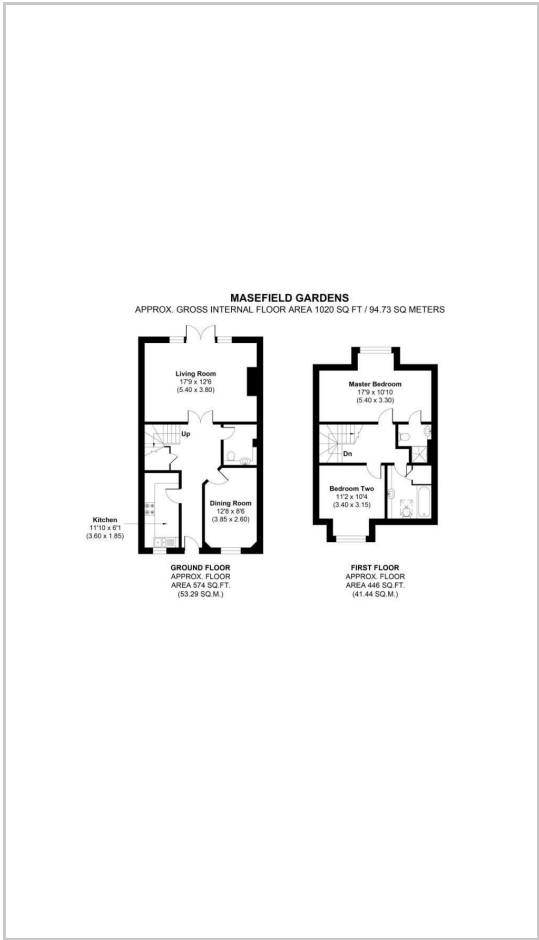 MASEFIELD GARDENS
APPROX. GROSS INTERNAL FLOOR AREA 1020 SQ FT / 94.73 SQ METERS
Living Room
17'9 x 12'6
(5.40 x 3.80)
Up
Dining Room
12'8 x 8'6
(3.85 x 2.60)
Kitchen
11'10 x 6'1
(3.60 x 1.85)
GROUND FLOOR
APPROX. FLOOR
AREA 574 SQ.FT.
(53.29 SQ.M.)
Master Bedroom
17'9 x 10'10
(5.40 x 3.30)
Dn
Bedroom Two
11'2 x 10'4
(3.40 x 3.15)
FIRST FLOOR
APPROX. FLOOR
AREA 446 SQ.FT.
(41.44 SQ.M.)